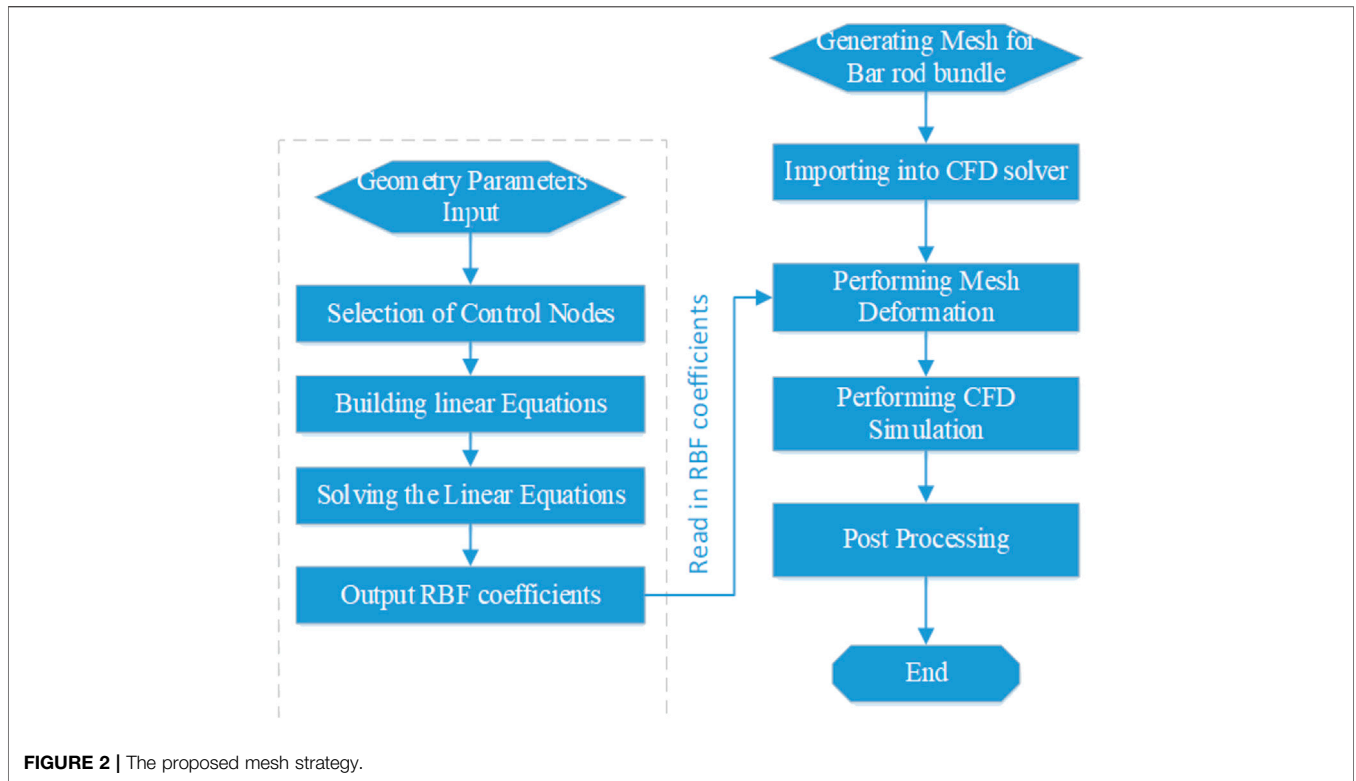 Geometry Parameters
Input
Selection of Control Nodes
Building linear Equations
Solving the Linear Equations
Output RBF coefficients
Read in RBF coefficients
Generating Mesh for
Bar rod bundle
Importing into CFD solver
Performing Mesh
Deformation
Performing CFD
Simulation
Post Processing
End
FIGURE 2 | The proposed mesh strategy.